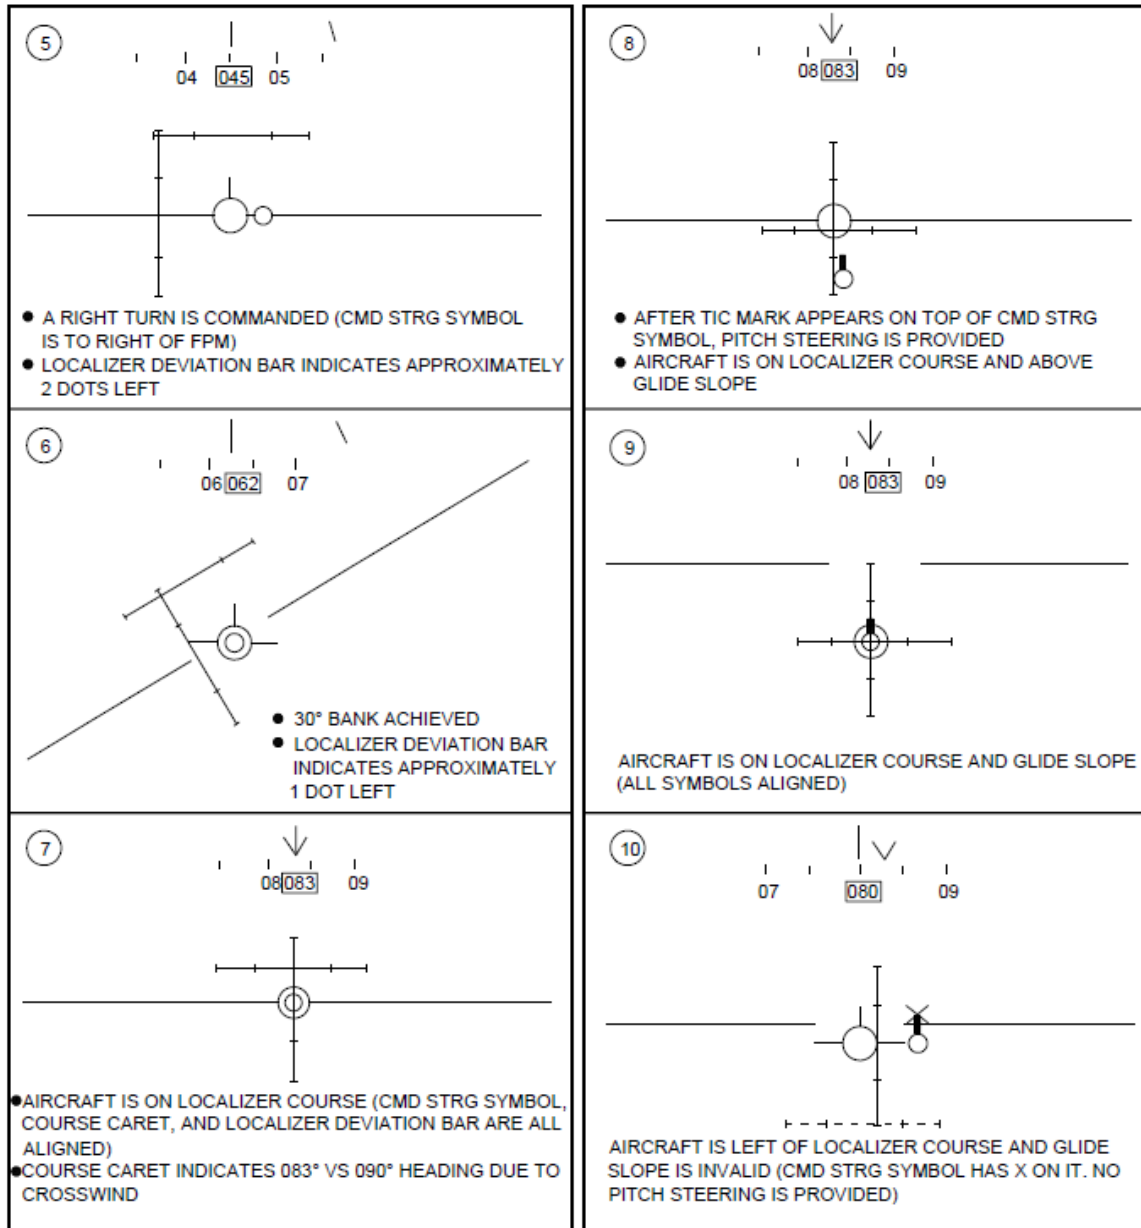 5
04 045 05
● A RIGHT TURN IS COMMANDED (CMD STRG SYMBOL
IS TO RIGHT OF FPM)
● LOCALIZER DEVIATION BAR INDICATES APPROXIMATELY
2 DOTS LEFT
6
06 062 07
● 30° BANK ACHIEVED
● LOCALIZER DEVIATION BAR
INDICATES APPROXIMATELY
1 DOT LEFT
7
08 083 09
● AIRCRAFT IS ON LOCALIZER COURSE (CMD STRG SYMBOL,
COURSE CARET, AND LOCALIZER DEVIATION BAR ARE ALL
ALIGNED)
● COURSE CARET INDICATES 083° VS 090° HEADING DUE TO
CROSSWIND
8
08 083 09
● AFTER TIC MARK APPEARS ON TOP OF CMD STRG
SYMBOL, PITCH STEERING IS PROVIDED
● AIRCRAFT IS ON LOCALIZER COURSE AND ABOVE
GLIDE SLOPE
9
08 083 09
AIRCRAFT IS ON LOCALIZER COURSE AND GLIDE SLOPE
(ALL SYMBOLS ALIGNED)
10
07 080 09
AIRCRAFT IS LEFT OF LOCALIZER COURSE AND GLIDE
SLOPE IS INVALID (CMD STRG SYMBOL HAS X ON IT. NO
PITCH STEERING IS PROVIDED)